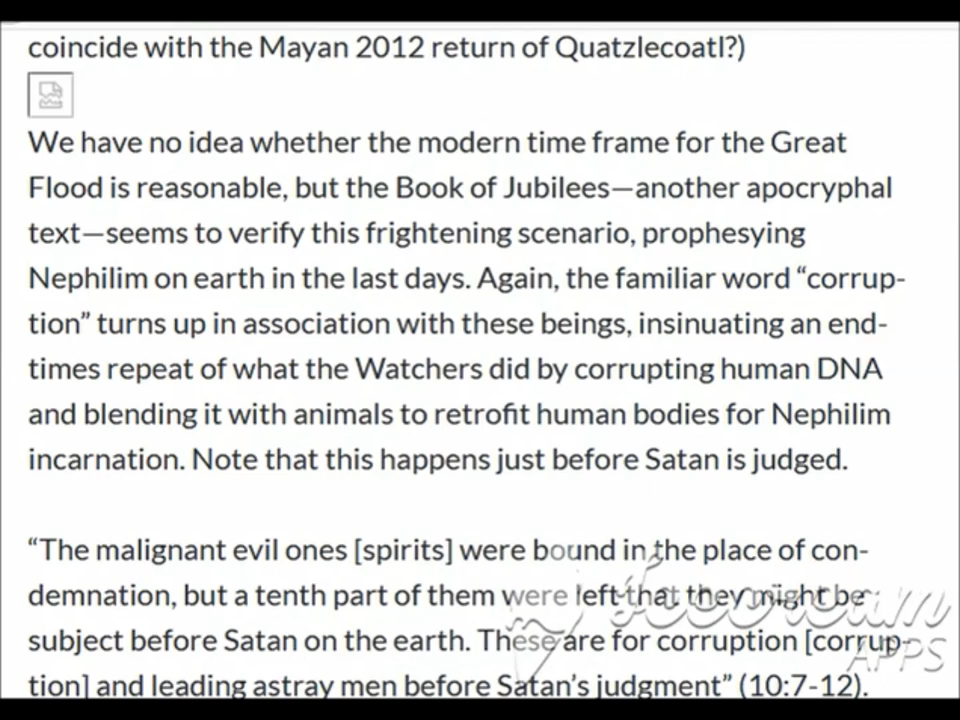 coincide with the Mayan 2012 return of Quatzlecoatl?)
We have no idea whether the modern time frame for the Great
Flood is reasonable, but the Book of Jubilees—another apocryphal
text—seems to verify this frightening scenario, prophesying
Nephilim on earth in the last days. Again, the familiar word “corrup-
tion” turns up in association with these beings, insinuating an end-
times repeat of what the Watchers did by corrupting human DNA
and blending it with animals to retrofit human bodies for Nephilim
incarnation. Note that this happens just before Satan is judged.
“The malignant evil ones [spirits] were bound in the place of con-
demnation, but a tenth part of them were left that they might be
subject before Satan on the earth. These are for corruption [corrup-
tion] and leading astray men before Satan’s judgment” (10:7-12).
APPS